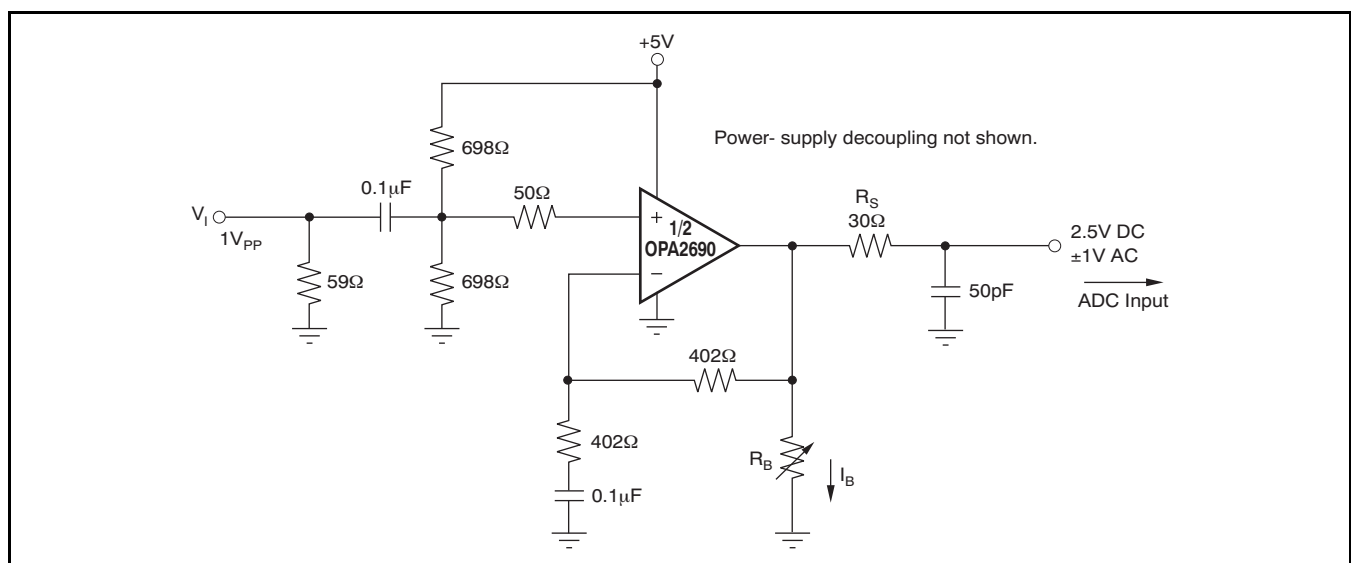 +5V
Power- supply decoupling not shown.
698Ω
0.1µF
50Ω
V_I
1V_PP
59Ω
698Ω
+
1/2
OPA2690
−
R_S
30Ω
2.5V DC
±1V AC
ADC Input
50pF
402Ω
402Ω
0.1µF
R_B
I_B